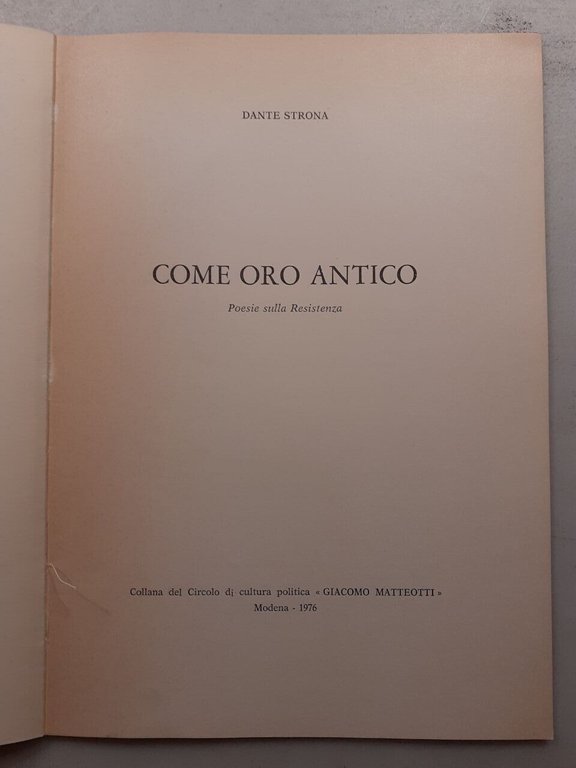 DANTE STRONA
COME ORO ANTICO
Poesie sulla Resistenza
Collana del Circolo di cultura politica « GIACOMO MATTEOTTI »
Modena - 1976